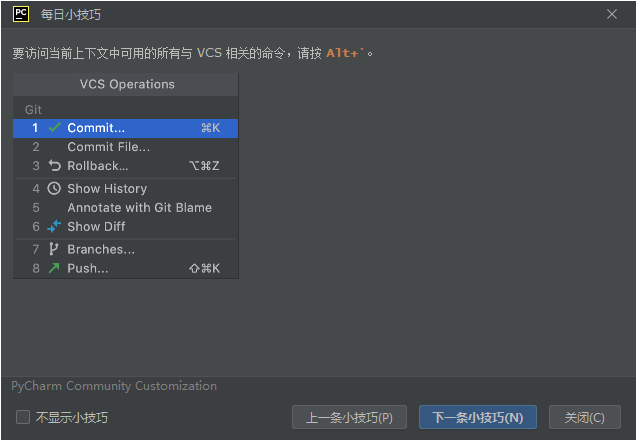 PC 每日小技巧
要访问当前上下文中可用的所有与 VCS 相关的命令，请按 Alt+`。
VCS Operations
Git
1 Commit... ⌘K
2 Commit File...
3 Rollback... ⌥⌘Z
4 Show History
5 Annotate with Git Blame
6 Show Diff
7 Branches...
8 Push... ⇧⌘K
PyCharm Community Customization
不显示小技巧 上一条小技巧(P) 下一条小技巧(N) 关闭(C)